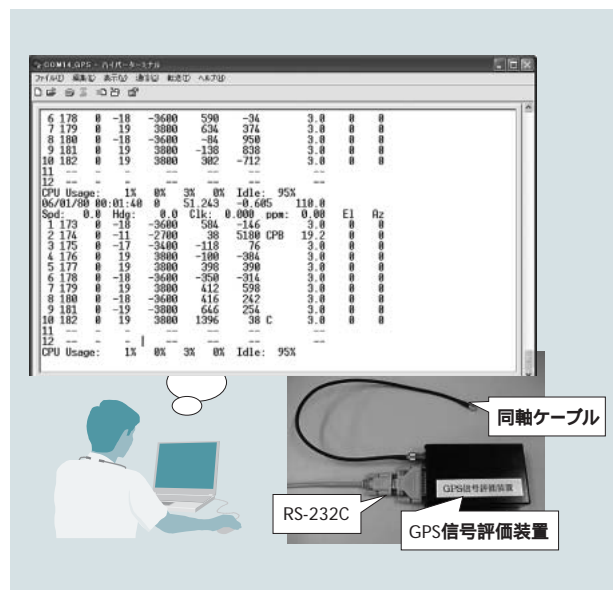 COM14_GPS - ハイパーターミナル
ファイル(F) 編集(E) 表示(V) 通信(C) 転送(T) ヘルプ(H)
6 178 0 -18 -3600 590 -34 3.0 0 0
7 179 0 19 3800 634 374 3.0 0 0
8 180 0 -18 -3600 -84 950 3.0 0 0
9 181 0 19 3800 -138 838 3.0 0 0
10 182 0 19 3800 302 -712 3.0 0 0
11 -- - - -- -- --
12 -- - - -- -- --
CPU Usage: 1% 0% 3% 0% Idle: 95%
06/01/80 00:01:40 0 51.243 -0.605 110.0
Spd: 0.0 Hdg: 0.0 Clk: 0.000 ppm: 0.00 El Az
1 173 0 -18 -3600 584 -146 3.0 0 0
2 174 0 -11 -2700 38 5180 CPB 19.2 0 0
3 175 0 -17 -3400 -118 76 3.0 0 0
4 176 0 19 3800 -100 -384 3.0 0 0
5 177 0 19 3800 398 390 3.0 0 0
6 178 0 -18 -3600 -350 -314 3.0 0 0
7 179 0 19 3800 412 598 3.0 0 0
8 180 0 -18 -3600 416 242 3.0 0 0
9 181 0 -19 -3800 646 254 3.0 0 0
10 182 0 19 3800 1396 38 C 3.0 0 0
11 -- - - -- -- --
12 -- - - -- -- --
CPU Usage: 1% 0% 3% 0% Idle: 95%
同軸ケーブル
GPS信号評価装置
RS-232C
GPS信号評価装置